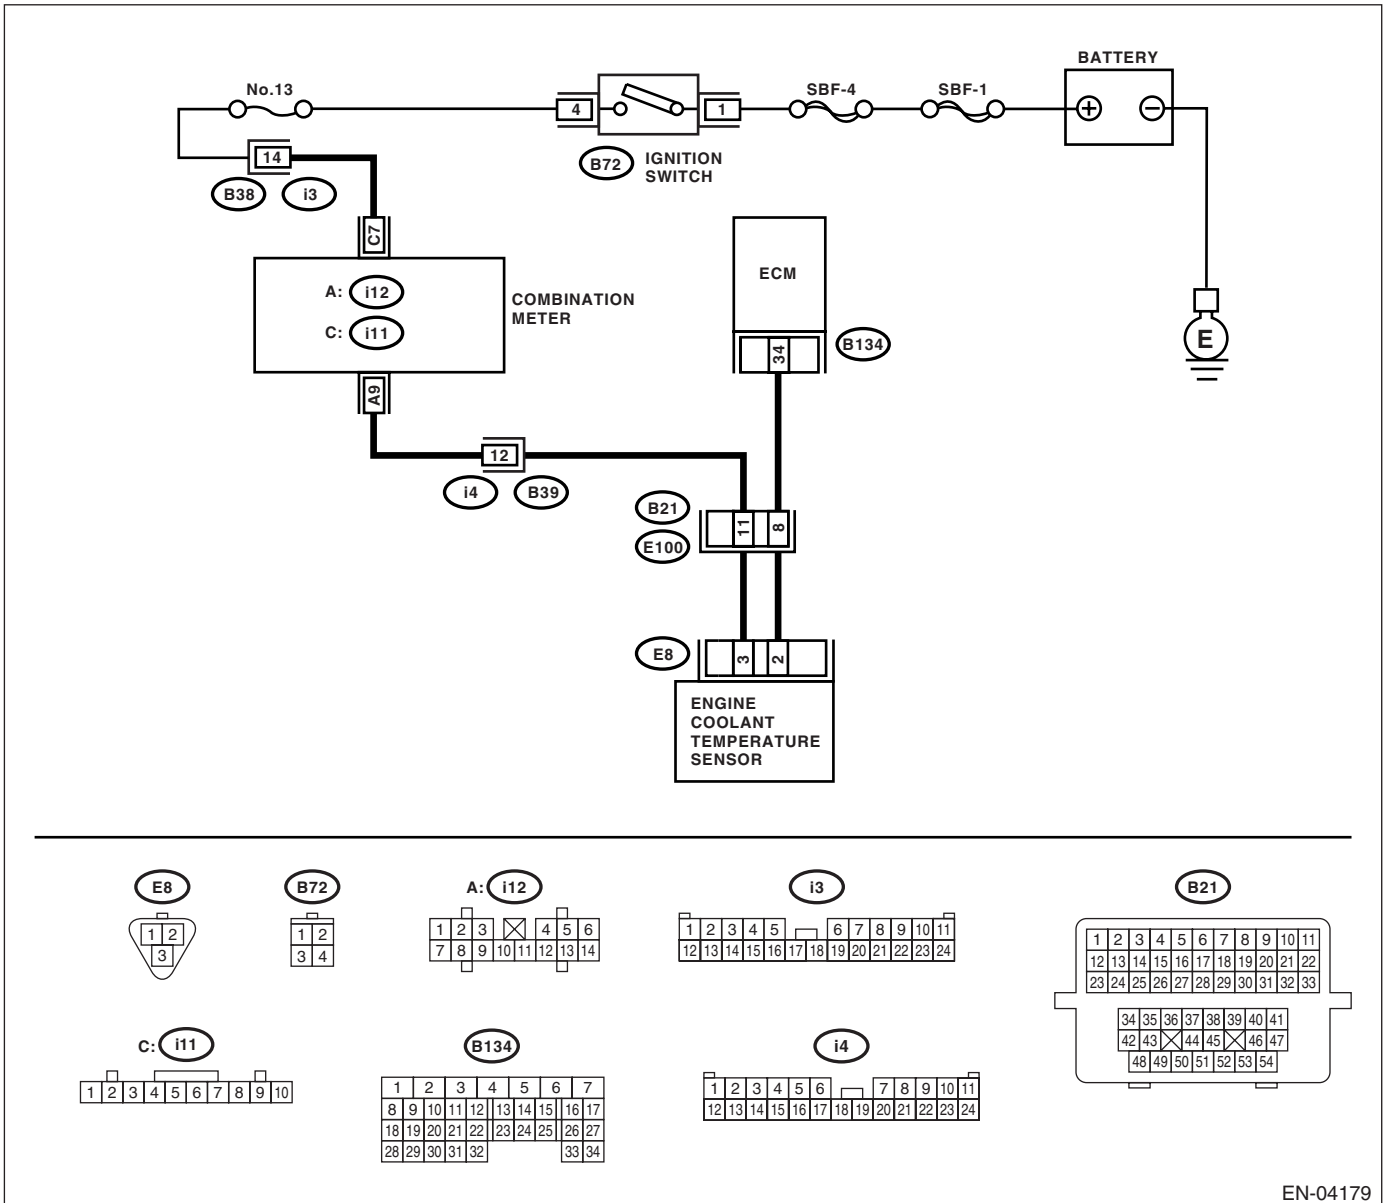 BATTERY
No.13
SBF-4
SBF-1
4
1
B72
IGNITION
SWITCH
14
B38
i3
C7
A: i12
C: i11
COMBINATION
METER
ECM
34
B134
E
A9
12
i4
B39
B21
E100
11
8
E8
3
2
ENGINE
COOLANT
TEMPERATURE
SENSOR
E8
1 2
3
B72
1 2
3 4
A: i12
1 2 3 4 5 6
7 8 9 10 11 12 13 14
i3
1 2 3 4 5 6 7 8 9 10 11
12 13 14 15 16 17 18 19 20 21 22 23 24
B21
1 2 3 4 5 6 7 8 9 10 11
12 13 14 15 16 17 18 19 20 21 22
23 24 25 26 27 28 29 30 31 32 33
34 35 36 37 38 39 40 41
42 43 44 45 46 47
48 49 50 51 52 53 54
C: i11
1 2 3 4 5 6 7 8 9 10
B134
1 2 3 4 5 6 7
8 9 10 11 12 13 14 15 16 17
18 19 20 21 22 23 24 25 26 27
28 29 30 31 32 33 34
i4
1 2 3 4 5 6 7 8 9 10 11
12 13 14 15 16 17 18 19 20 21 22 23 24
EN-04179